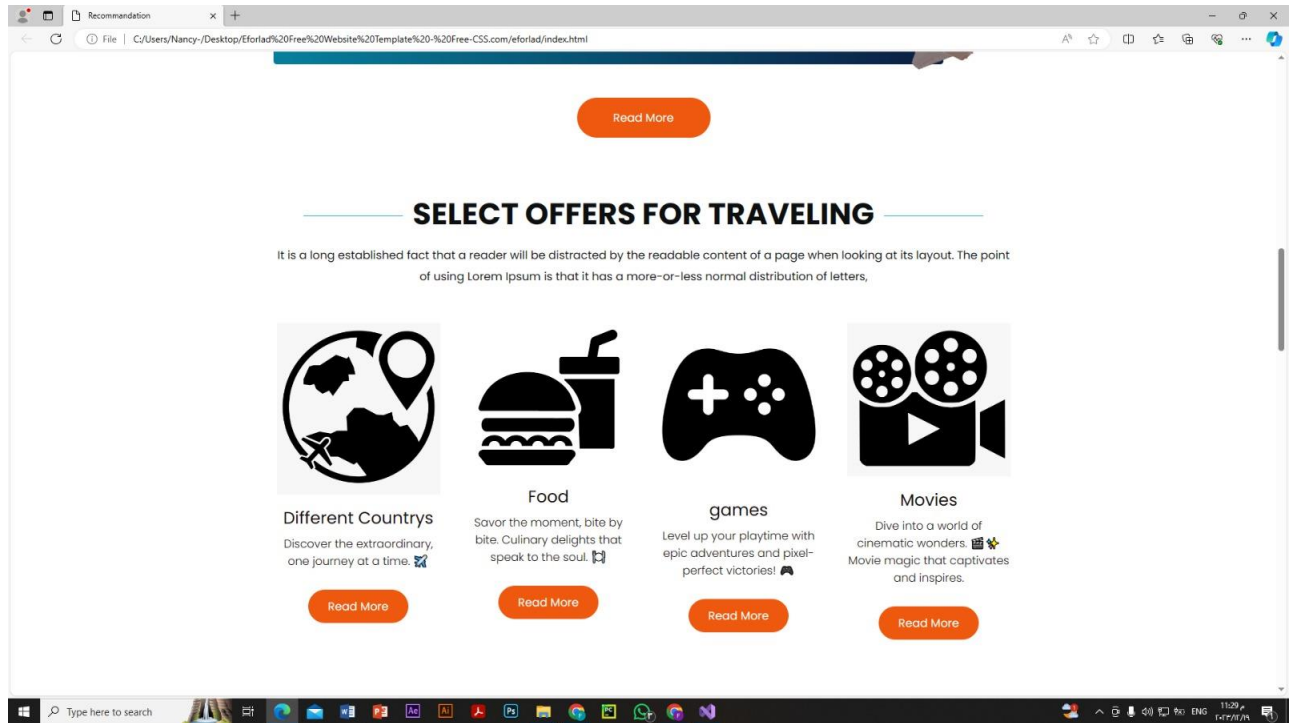 Recommandation
File
C:/Users/Nancy-/Desktop/Eforlad%20Free%20Website%20Template%20-%20Free-CSS.com/eforlad/index.html
Read More
SELECT OFFERS FOR TRAVELING
It is a long established fact that a reader will be distracted by the readable content of a page when looking at its layout. The point
of using Lorem Ipsum is that it has a more-or-less normal distribution of letters,
Different Countrys
Discover the extraordinary,
one journey at a time.
Read More
Food
Savor the moment, bite by
bite. Culinary delights that
speak to the soul. 🍽
Read More
games
Level up your playtime with
epic adventures and pixel-
perfect victories! 🎮
Read More
Movies
Dive into a world of
cinematic wonders. 🎬✨
Movie magic that captivates
and inspires.
Read More
Type here to search
Ae
Ai
Ps
PC
ENG
11:29 م